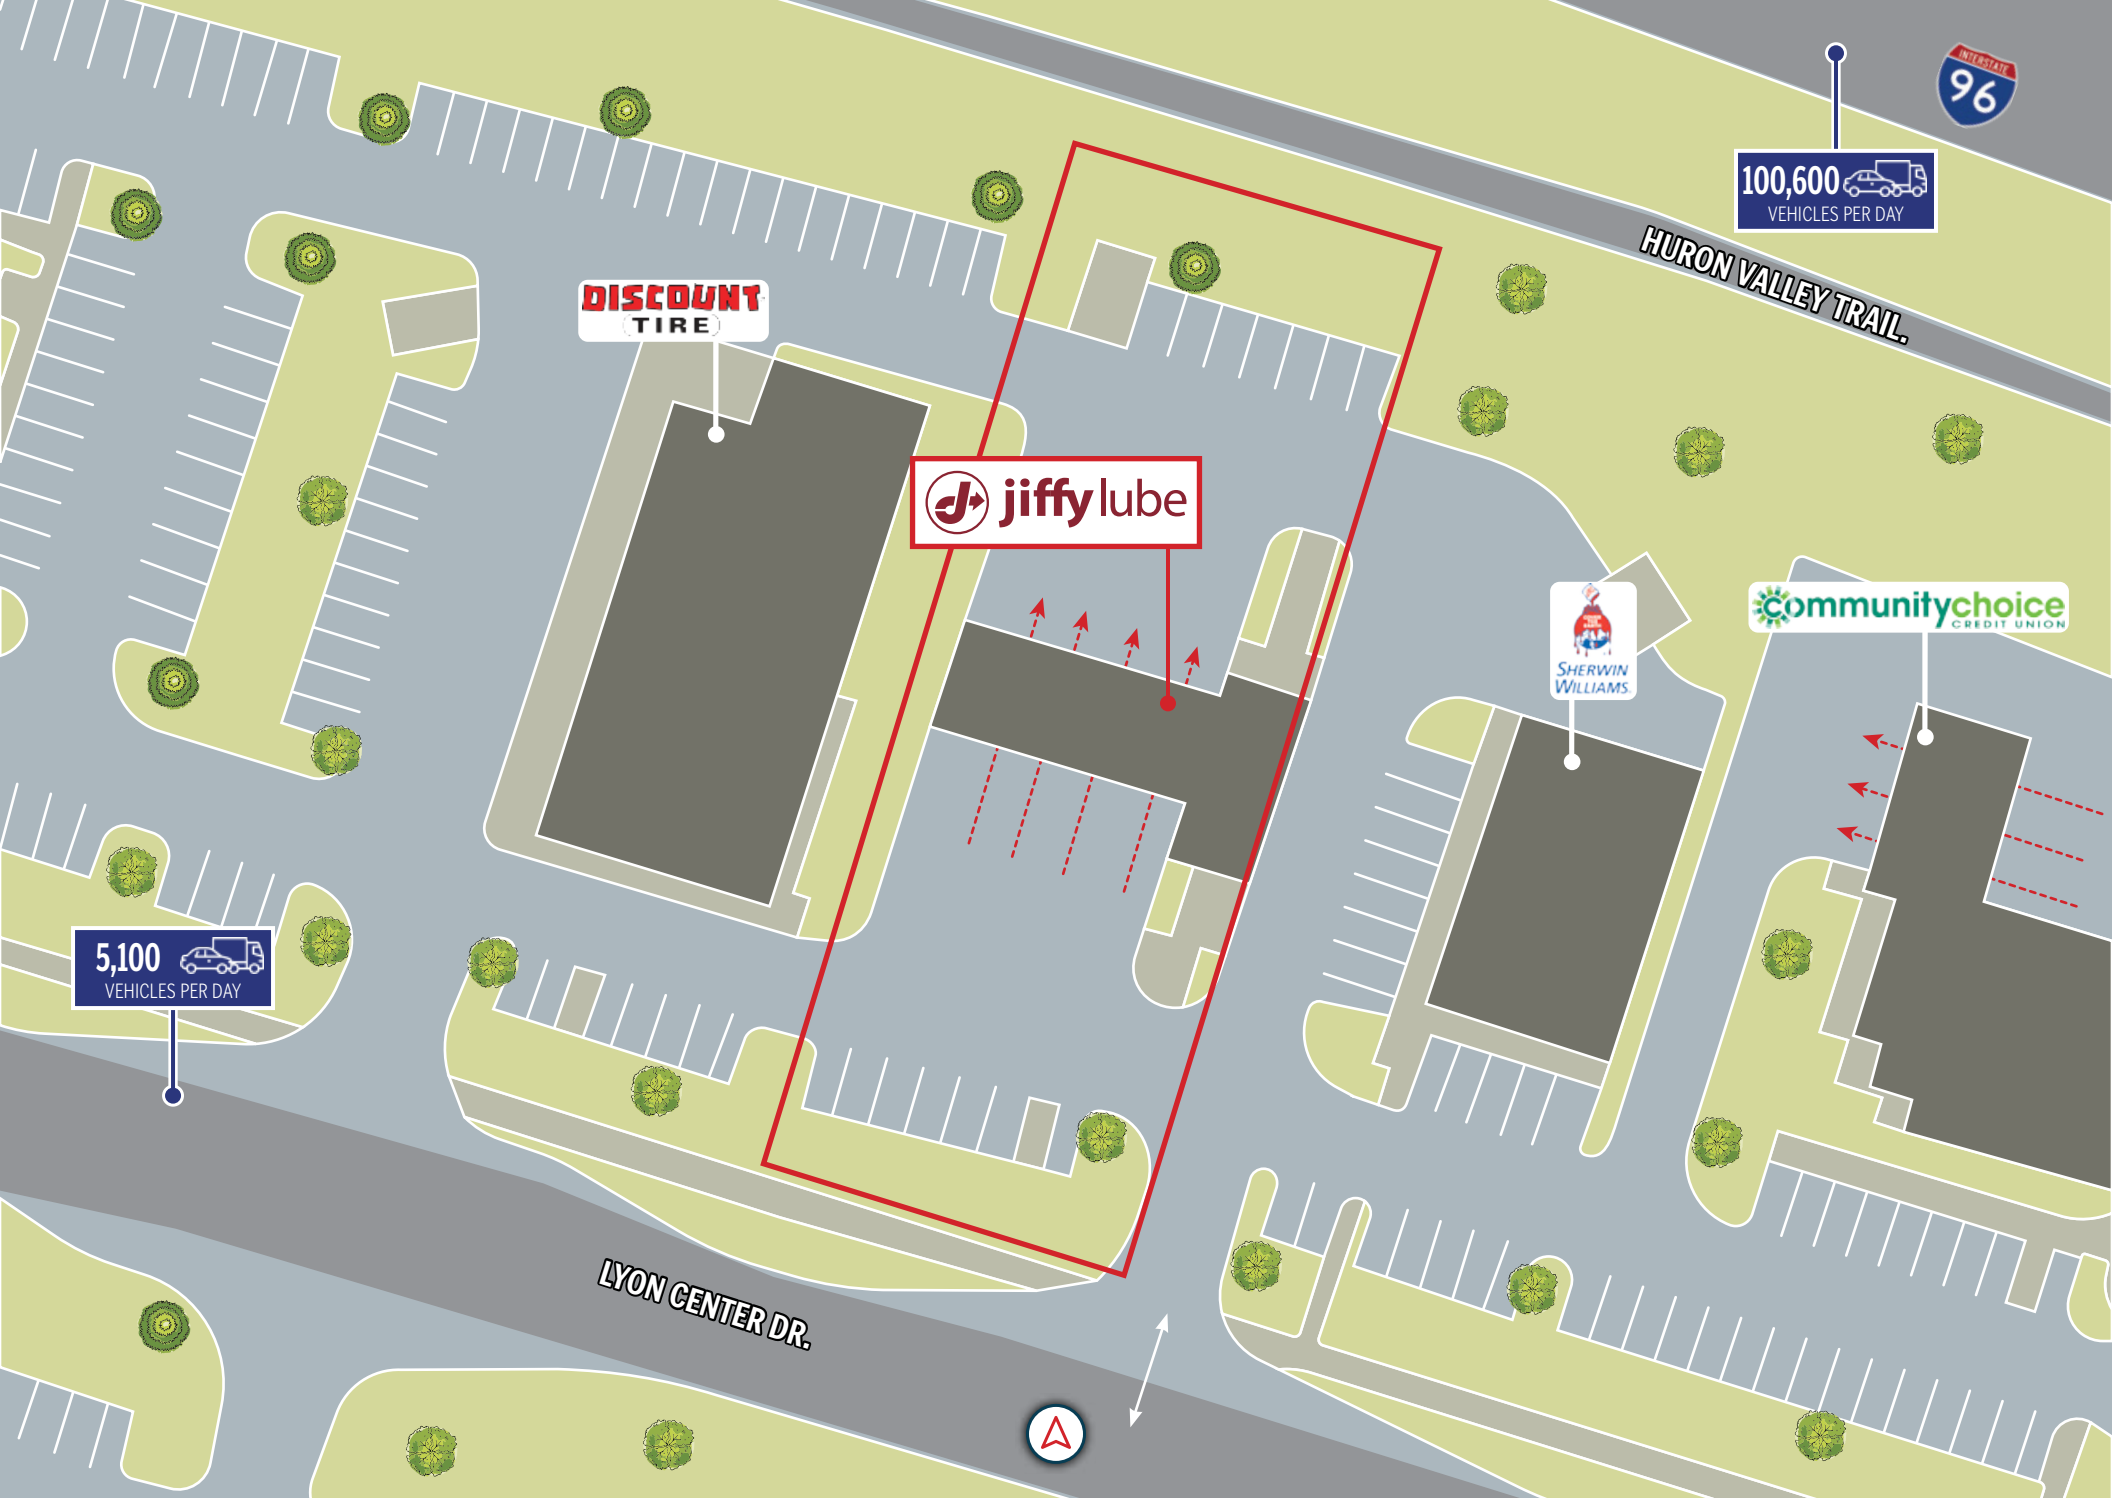 INTERSTATE
96
100,600
VEHICLES PER DAY
HURON VALLEY TRAIL.
DISCOUNT
TIRE
jiffy lube
SHERWIN
WILLIAMS.
communitychoice
CREDIT UNION
5,100
VEHICLES PER DAY
LYON CENTER DR.